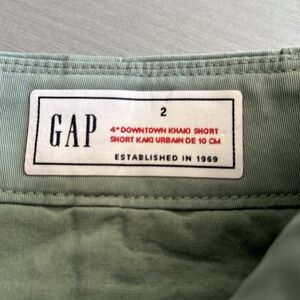 2
GAP
4" DOWNTOWN KHAKI SHORT
SHORT KAKI URBAIN DE 10 CM
ESTABLISHED IN 1969